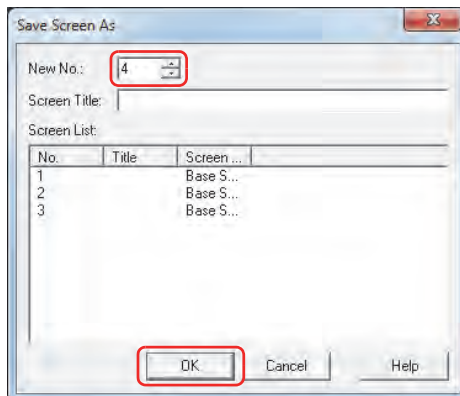 Save Screen As
New No.: 4
Screen Title:
Screen List:
No. Title Screen ...
1 Base S...
2 Base S...
3 Base S...
OK Cancel Help